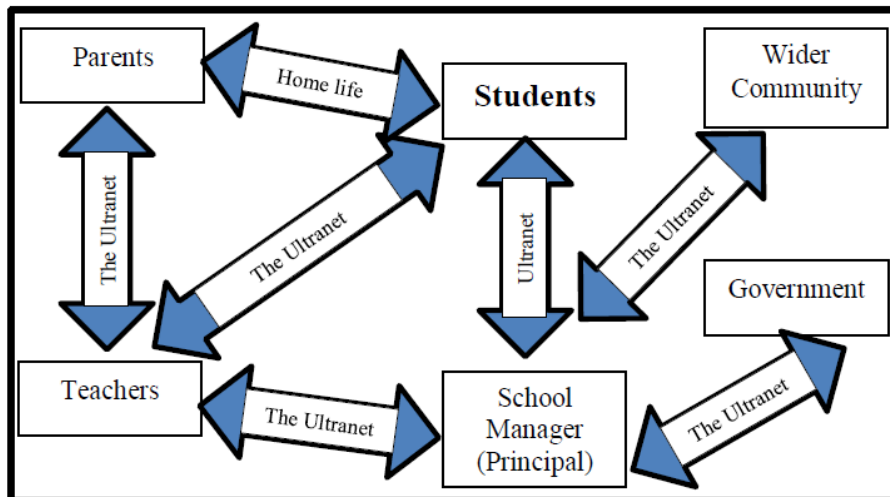 Parents
Home life
Students
Wider
Community
The Ultranet
The Ultranet
Ultranet
The Ultranet
Government
Teachers
The Ultranet
School
Manager
(Principal)
The Ultranet